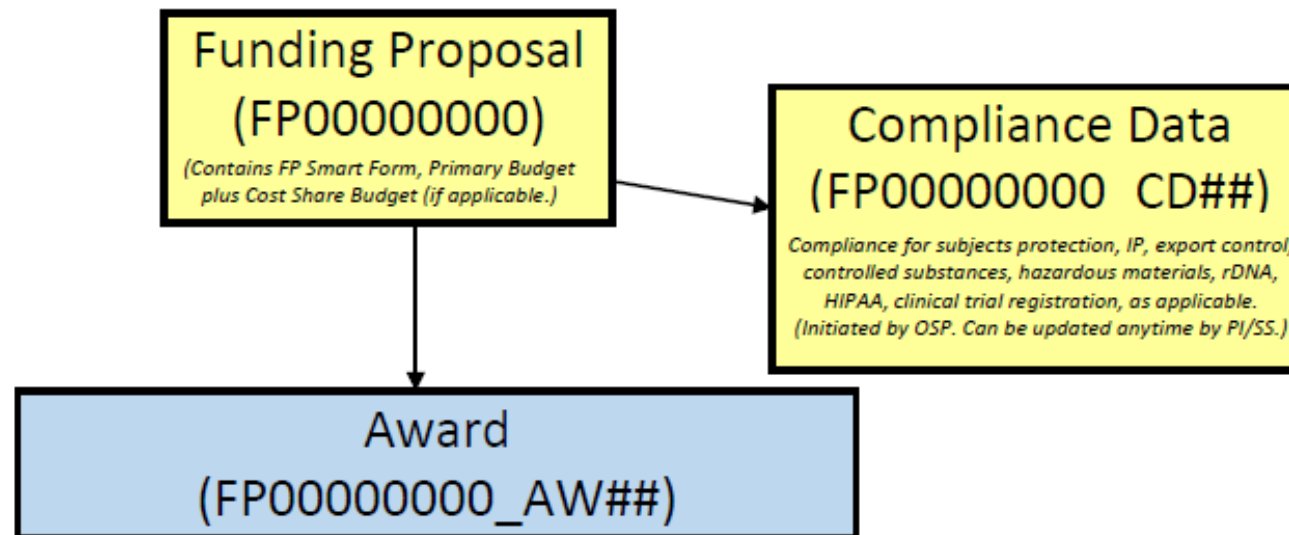 Funding Proposal
(FP00000000)
(Contains FP Smart Form, Primary Budget
plus Cost Share Budget (if applicable.)
Compliance Data
(FP00000000 CD##)
Compliance for subjects protection, IP, export control,
controlled substances, hazardous materials, rDNA,
HIPAA, clinical trial registration, as applicable.
(Initiated by OSP. Can be updated anytime by PI/SS.)
Award
(FP00000000_AW##)